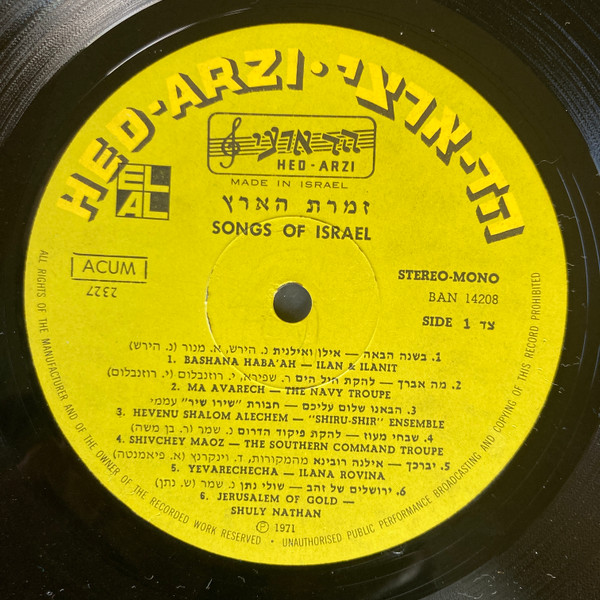 HED-ARZI • הד-ארצי
הד ארצי
HED-ARZI
MADE IN ISRAEL
EL
AL
זמרת הארץ
SONGS OF ISRAEL
ACUM
2327
STEREO-MONO
BAN 14208
SIDE 1 צד
1. בשנה הבאה — אילן ואילנית נ. הירש, א. מנור (נ. הירש)
1. BASHANA HABA'AH — ILAN & ILANIT
2. מה אברך — להקת חיל הים ר. שפירא, י. רוזנבלום (י. רוזנבלום)
2. MA AVARECH — THE NAVY TROUPE
3. הבאנו שלום עליכם — חבורת "שירו שיר" עממי
3. HEVENU SHALOM ALECHEM — "SHIRU-SHIR" ENSEMBLE
4. שבחי מעוז — להקת פיקוד הדרום נ. שמר (ר. בן משה)
4. SHIVCHEY MAOZ — THE SOUTHERN COMMAND TROUPE
5. יברכך — אילנה רובינא מהמקורות, ד. וינקרנץ (א. פיאמנטה)
5. YEVARECHECHA — ILANA ROVINA
6. ירושלים של זהב — שולי נתן נ. שמר (ש. נתן)
6. JERUSALEM OF GOLD —
SHULY NATHAN
Ⓟ 1971
ALL RIGHTS OF THE MANUFACTURER AND OF THE OWNER OF THE RECORDED WORK RESERVED • UNAUTHORISED PUBLIC PERFORMANCE BROADCASTING AND COPYING OF THIS RECORD PROHIBITED